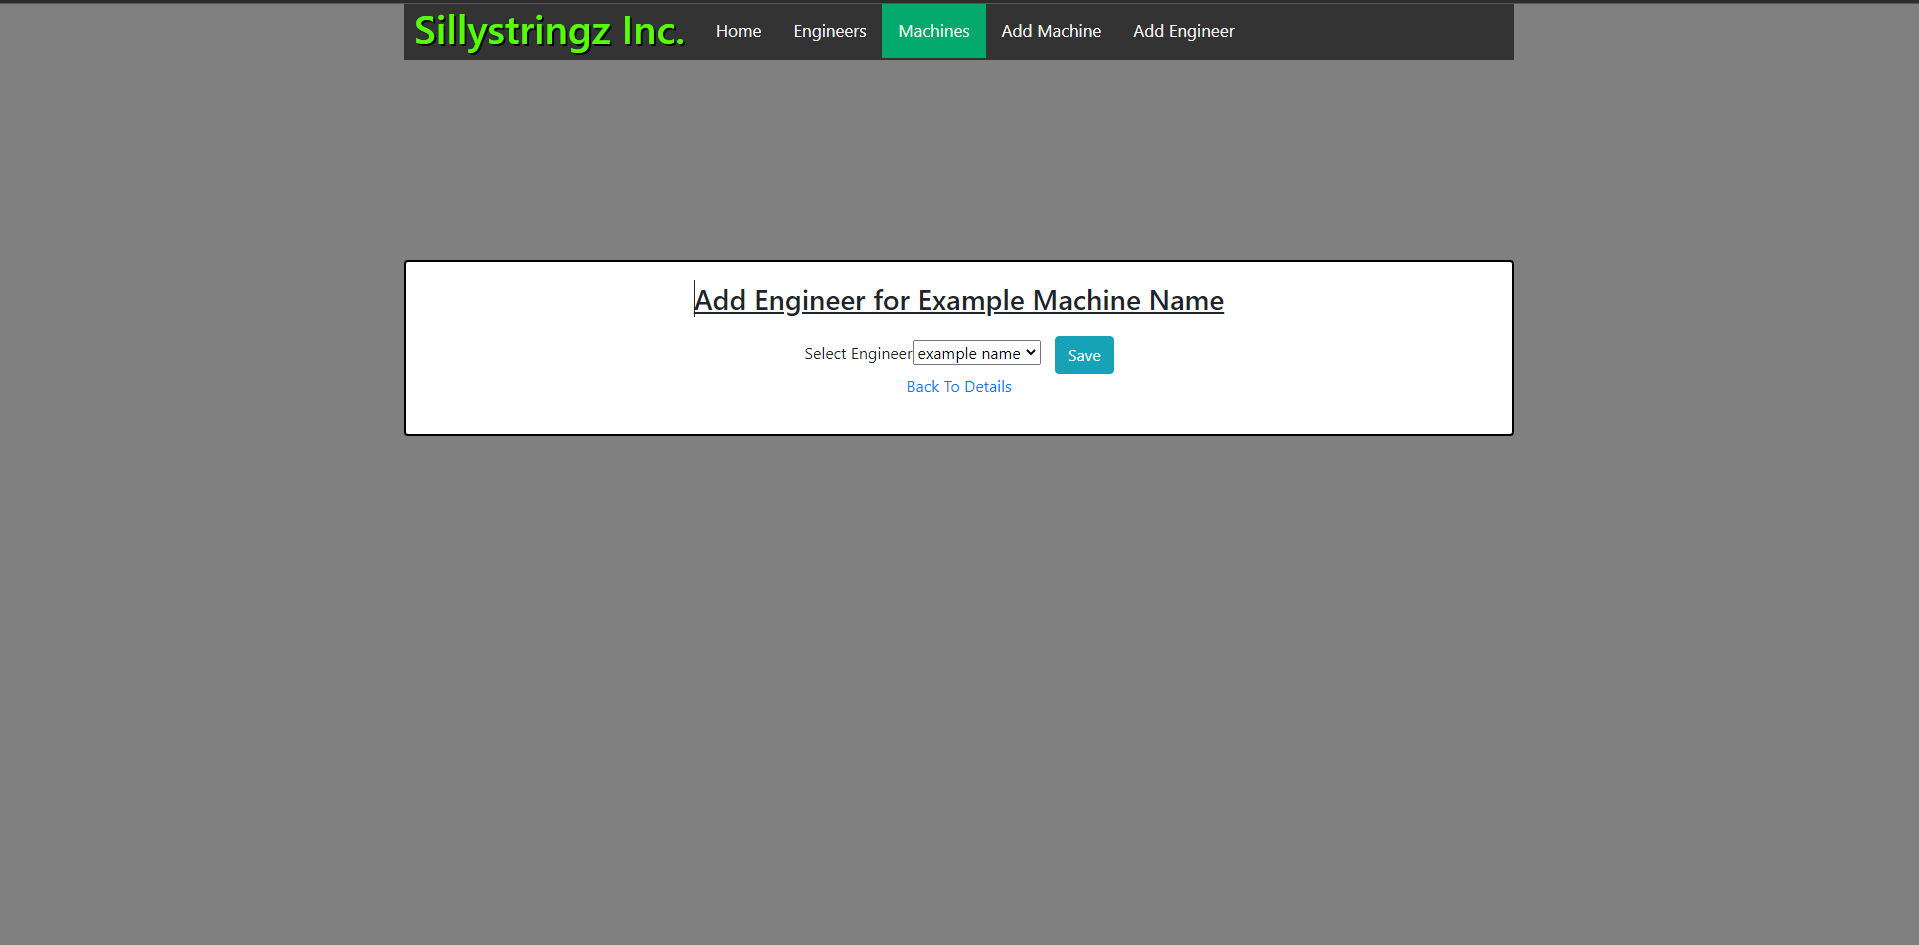 Sillystringz Inc. Home Engineers Machines Add Machine Add Engineer
Add Engineer for Example Machine Name
Select Engineer example name Save
Back To Details